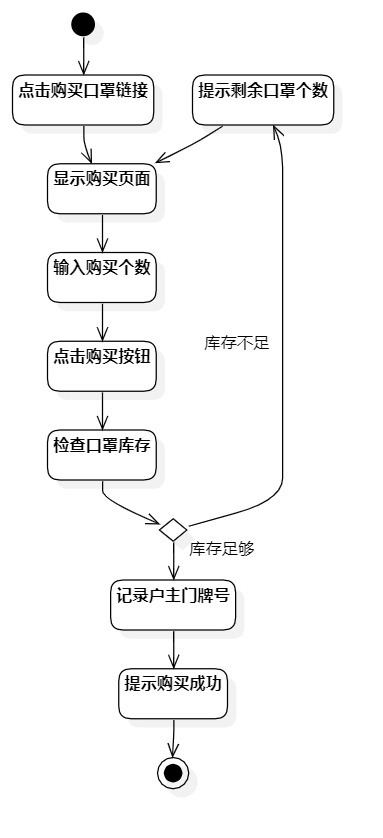 点击购买口罩链接
提示剩余口罩个数
显示购买页面
输入购买个数
点击购买按钮
库存不足
检查口罩库存
库存足够
记录户主门牌号
提示购买成功